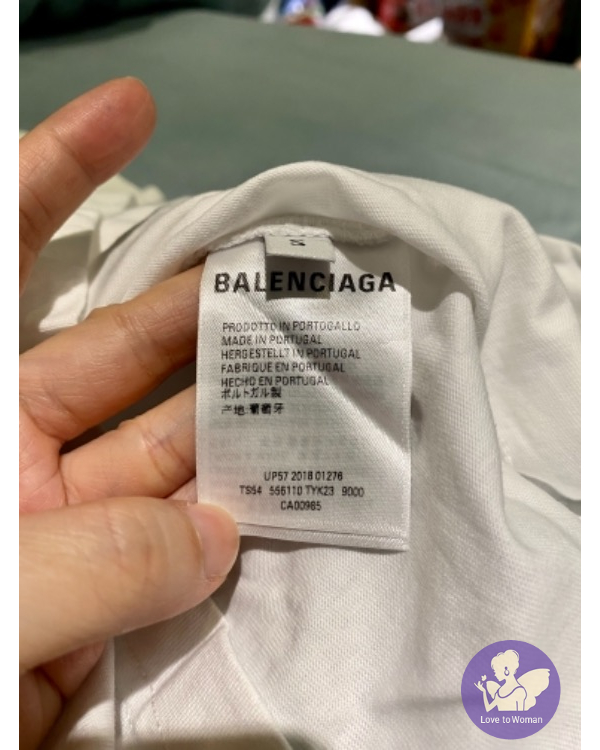 S
BALENCIAGA
PRODOTTO IN PORTOGALLO
MADE IN PORTUGAL
HERGESTELLT IN PORTUGAL
FABRIQUE EN PORTUGAL
HECHO EN PORTUGAL
ポルトガル製
产地:葡萄牙
UP57 2018 01276
TS54 556110 TYK23 9000
CA00965
Love to Woman